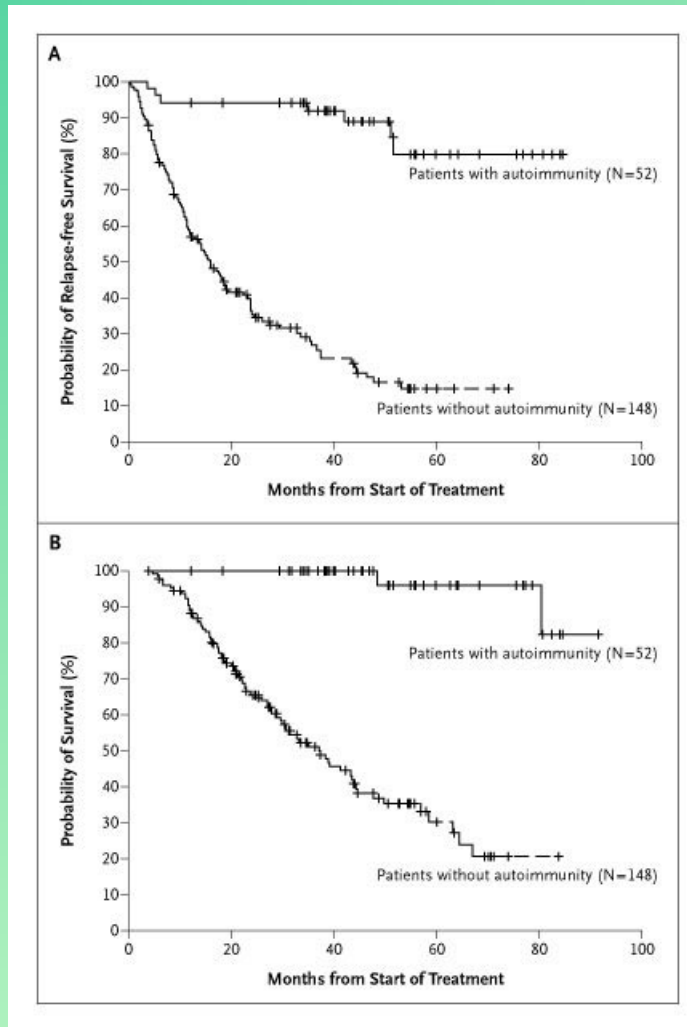 A
100
90
80
70
60
50
40
30
20
10
0
Probability of Relapse-free Survival (%)
Patients with autoimmunity (N=52)
Patients without autoimmunity (N=148)
0 20 40 60 80 100
Months from Start of Treatment
B
100
90
80
70
60
50
40
30
20
10
0
Probability of Survival (%)
Patients with autoimmunity (N=52)
Patients without autoimmunity (N=148)
0 20 40 60 80 100
Months from Start of Treatment